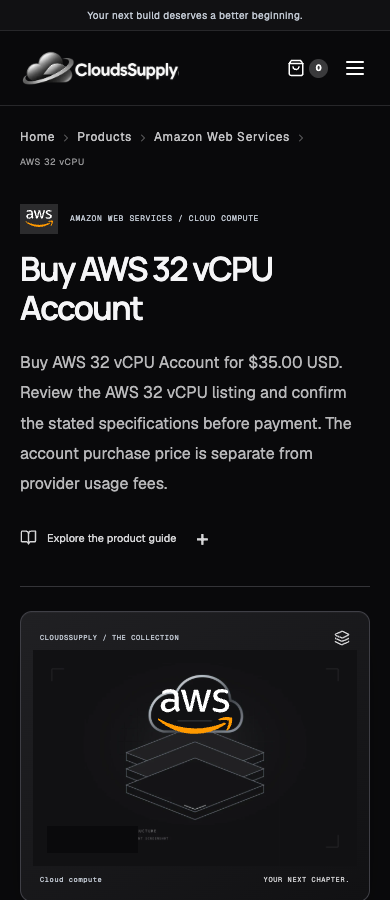 Your next build deserves a better beginning.
CloudsSupply
0
Home > Products > Amazon Web Services >
AWS 32 vCPU
aws
AMAZON WEB SERVICES / CLOUD COMPUTE
Buy AWS 32 vCPU
Account
Buy AWS 32 vCPU Account for $35.00 USD.
Review the AWS 32 vCPU listing and confirm
the stated specifications before payment. The
account purchase price is separate from
provider usage fees.
Explore the product guide +
CLOUDSSUPPLY / THE COLLECTION
aws
Cloud compute
YOUR NEXT CHAPTER.